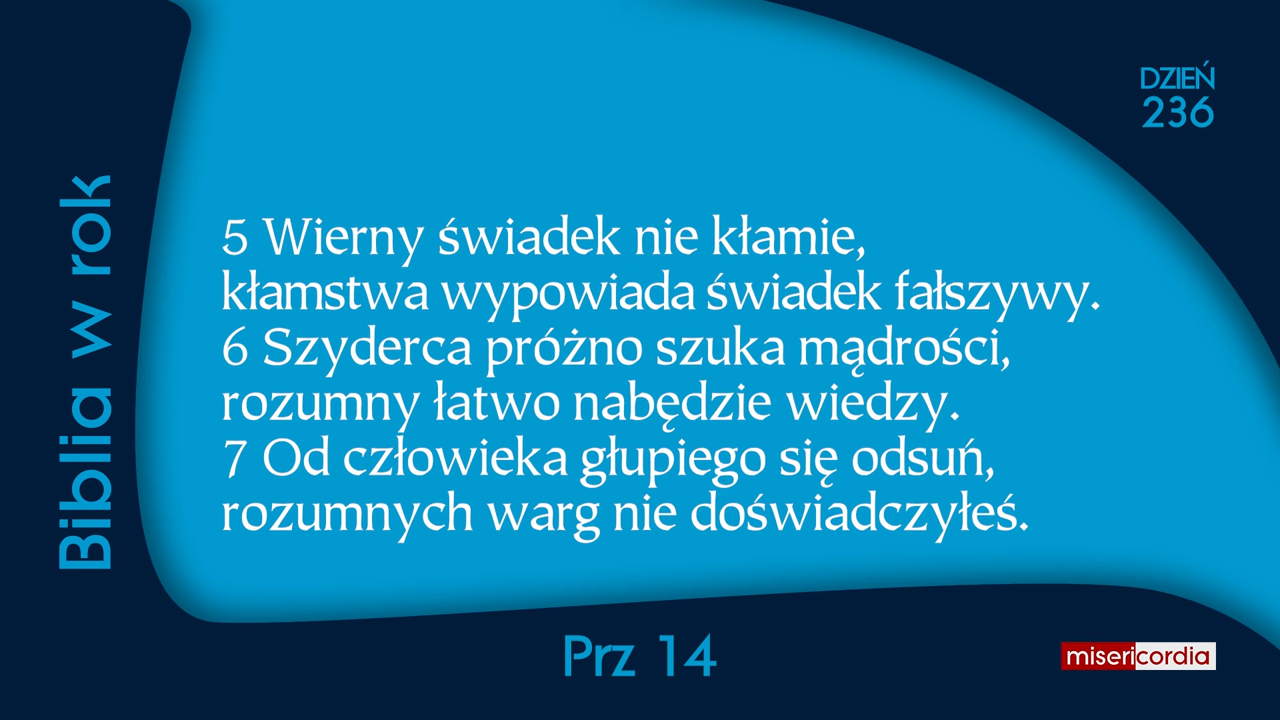 DZIEŃ
236
Biblia w rok
5 Wierny świadek nie kłamie,
kłamstwa wypowiada świadek fałszywy.
6 Szyderca próżno szuka mądrości,
rozumny łatwo nabędzie wiedzy.
7 Od człowieka głupiego się odsuń,
rozumnych warg nie doświadczyłeś.
Prz 14
misericordia